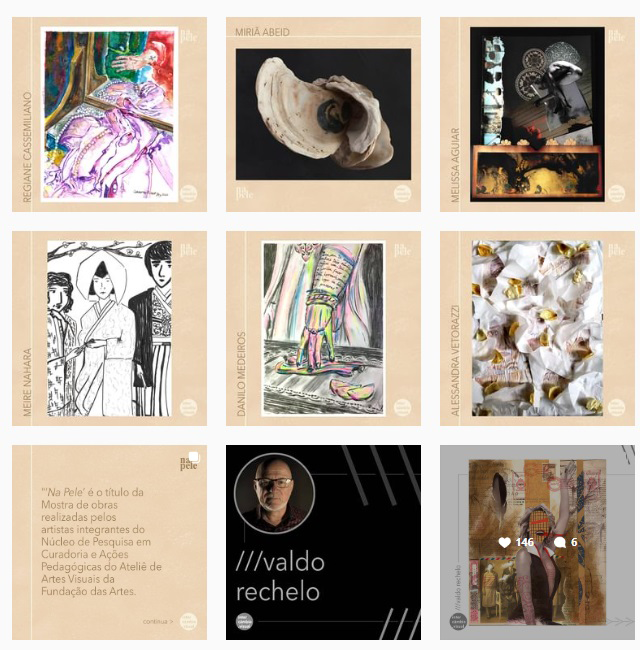 REGIANE CASSEMILIANO
na
pele
MIRIÃ ABEID
na
pele
MELISSA AGUIAR
MEIRE NAHARA
na
pele
DANILO MEDEIROS
na
pele
ALESSANDRA VETORAZZI
na
pele
"'Na Pele' é o título da
Mostra de obras
realizadas pelos
artistas integrantes do
Núcleo de Pesquisa em
Curadoria e Ações
Pedagógicas do Ateliê de
Artes Visuais da
Fundação das Artes.
continua >
///valdo
rechelo
///valdo rechelo
146
6